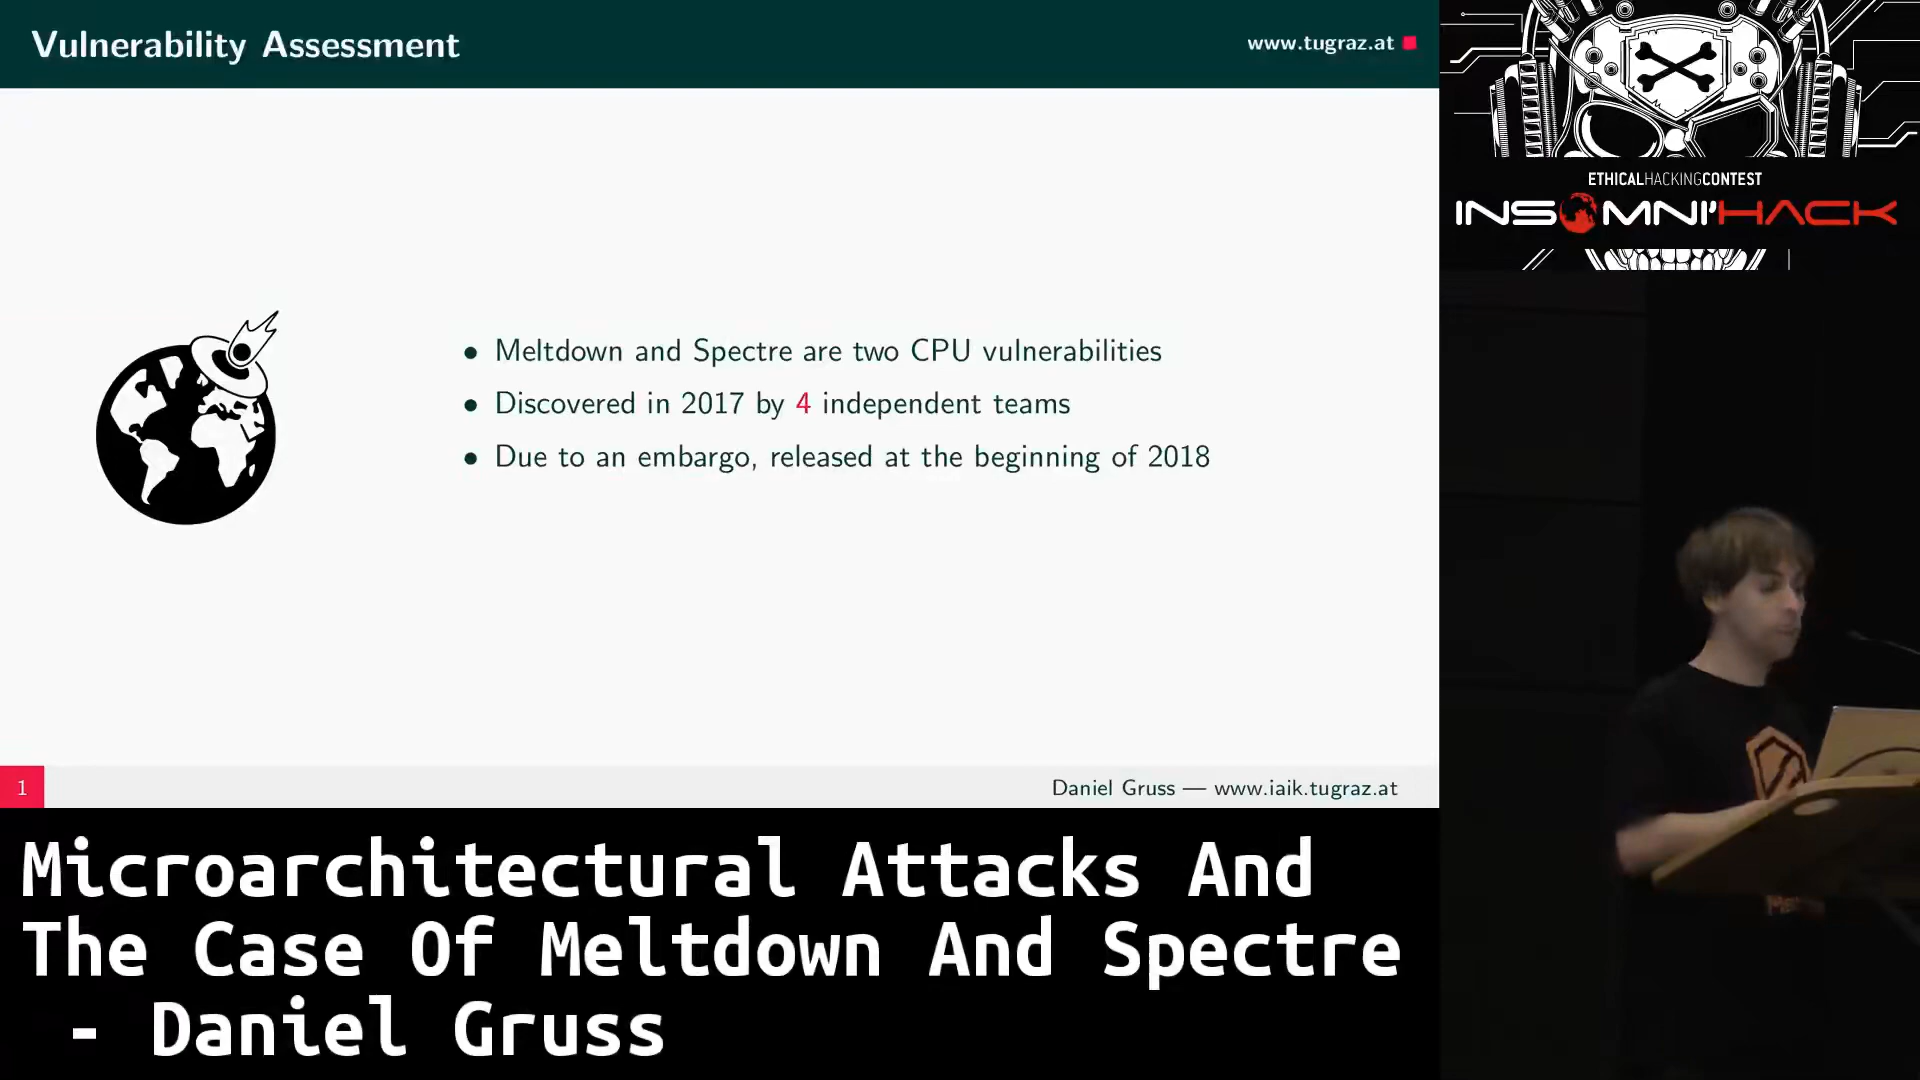 Vulnerability Assessment
www.tugraz.at
ETHICALHACKINGCONTEST
INSOMNI'HACK
• Meltdown and Spectre are two CPU vulnerabilities
• Discovered in 2017 by 4 independent teams
• Due to an embargo, released at the beginning of 2018
1
Daniel Gruss — www.iaik.tugraz.at
Microarchitectural Attacks And
The Case Of Meltdown And Spectre
- Daniel Gruss